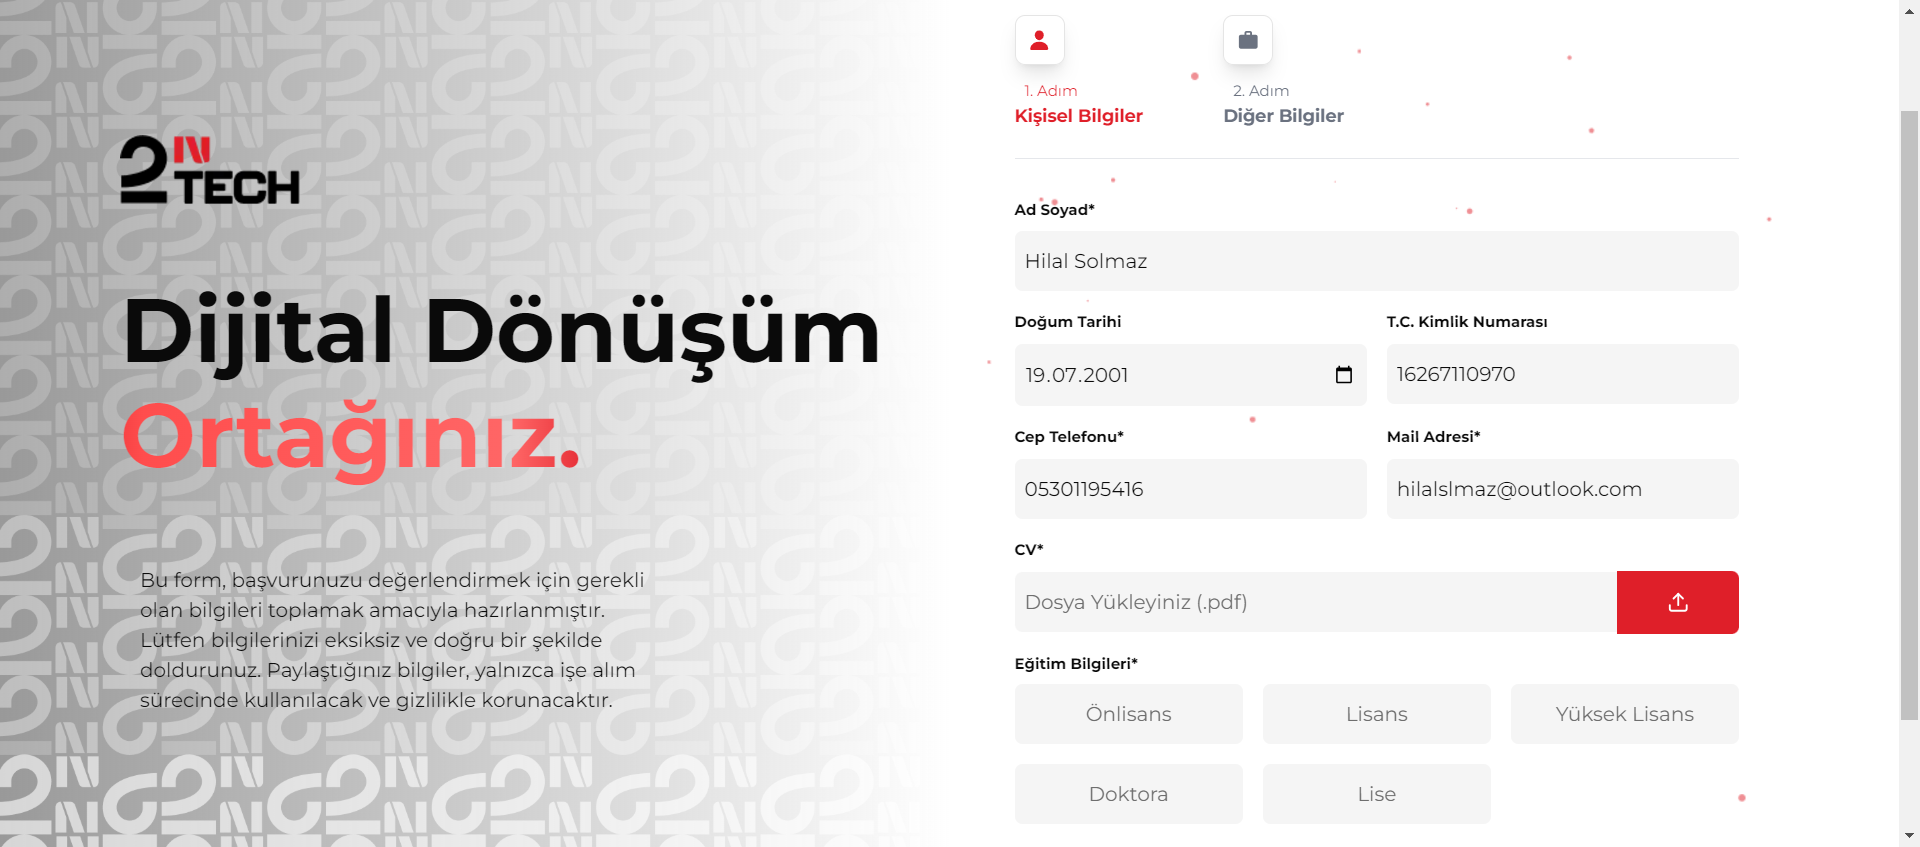 2IN
TECH
Dijital Dönüşüm
Ortağınız.
Bu form, başvurunuzu değerlendirmek için gerekli
olan bilgileri toplamak amacıyla hazırlanmıştır.
Lütfen bilgilerinizi eksiksiz ve doğru bir şekilde
doldurunuz. Paylaştığınız bilgiler, yalnızca işe alım
sürecinde kullanılacak ve gizlilikle korunacaktır.
1. Adım
Kişisel Bilgiler
2. Adım
Diğer Bilgiler
Ad Soyad*
Hilal Solmaz
Doğum Tarihi
T.C. Kimlik Numarası
19.07.2001
16267110970
Cep Telefonu*
Mail Adresi*
05301195416
hilalslmaz@outlook.com
CV*
Dosya Yükleyiniz (.pdf)
Eğitim Bilgileri*
Önlisans
Lisans
Yüksek Lisans
Doktora
Lise